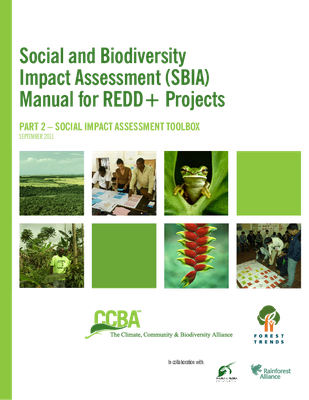 Social and Biodiversity
Impact Assessment (SBIA)
Manual for REDD+ Projects
PART 2 – SOCIAL IMPACT ASSESSMENT TOOLBOX
SEPTEMBER 2011
CCBA
The Climate, Community & Biodiversity Alliance
FOREST
TRENDS
In collaboration with:
Rainforest
Alliance